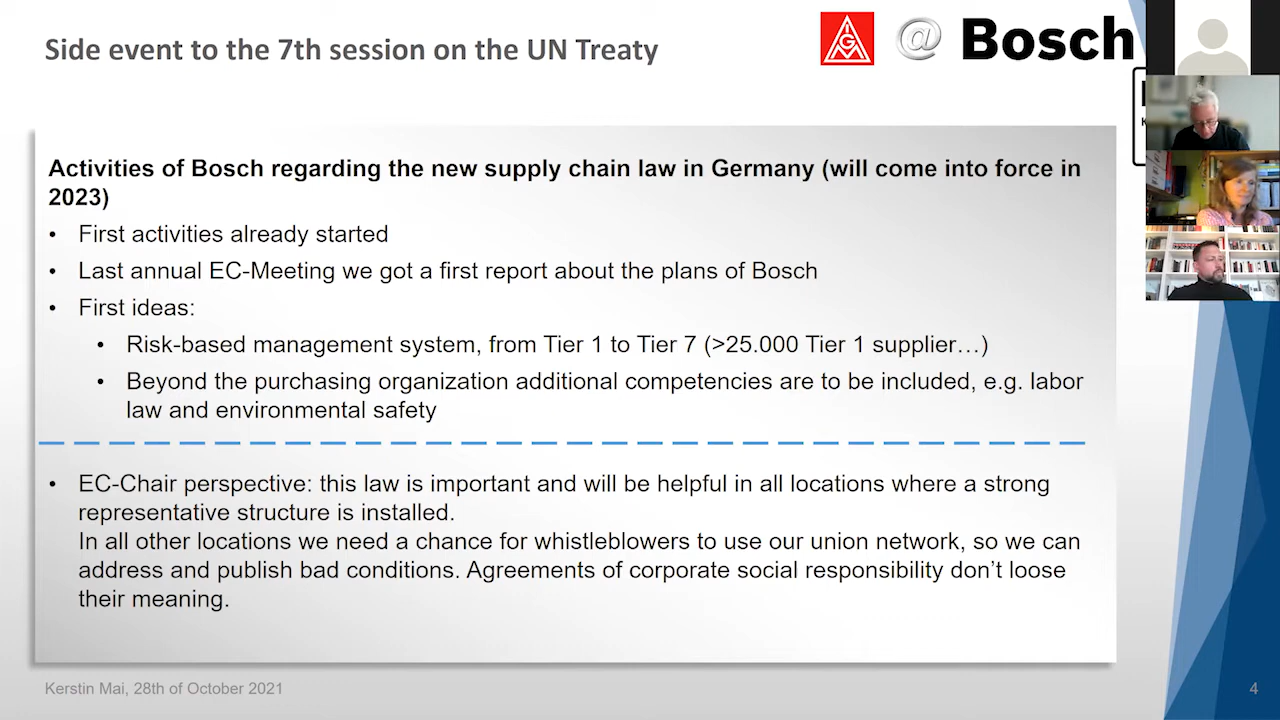 Side event to the 7th session on the UN Treaty
IGM @ Bosch
Activities of Bosch regarding the new supply chain law in Germany (will come into force in
2023)
• First activities already started
• Last annual EC-Meeting we got a first report about the plans of Bosch
• First ideas:
• Risk-based management system, from Tier 1 to Tier 7 (>25.000 Tier 1 supplier…)
• Beyond the purchasing organization additional competencies are to be included, e.g. labor
law and environmental safety
• EC-Chair perspective: this law is important and will be helpful in all locations where a strong
representative structure is installed.
In all other locations we need a chance for whistleblowers to use our union network, so we can
address and publish bad conditions. Agreements of corporate social responsibility don’t loose
their meaning.
Kerstin Mai, 28th of October 2021
4